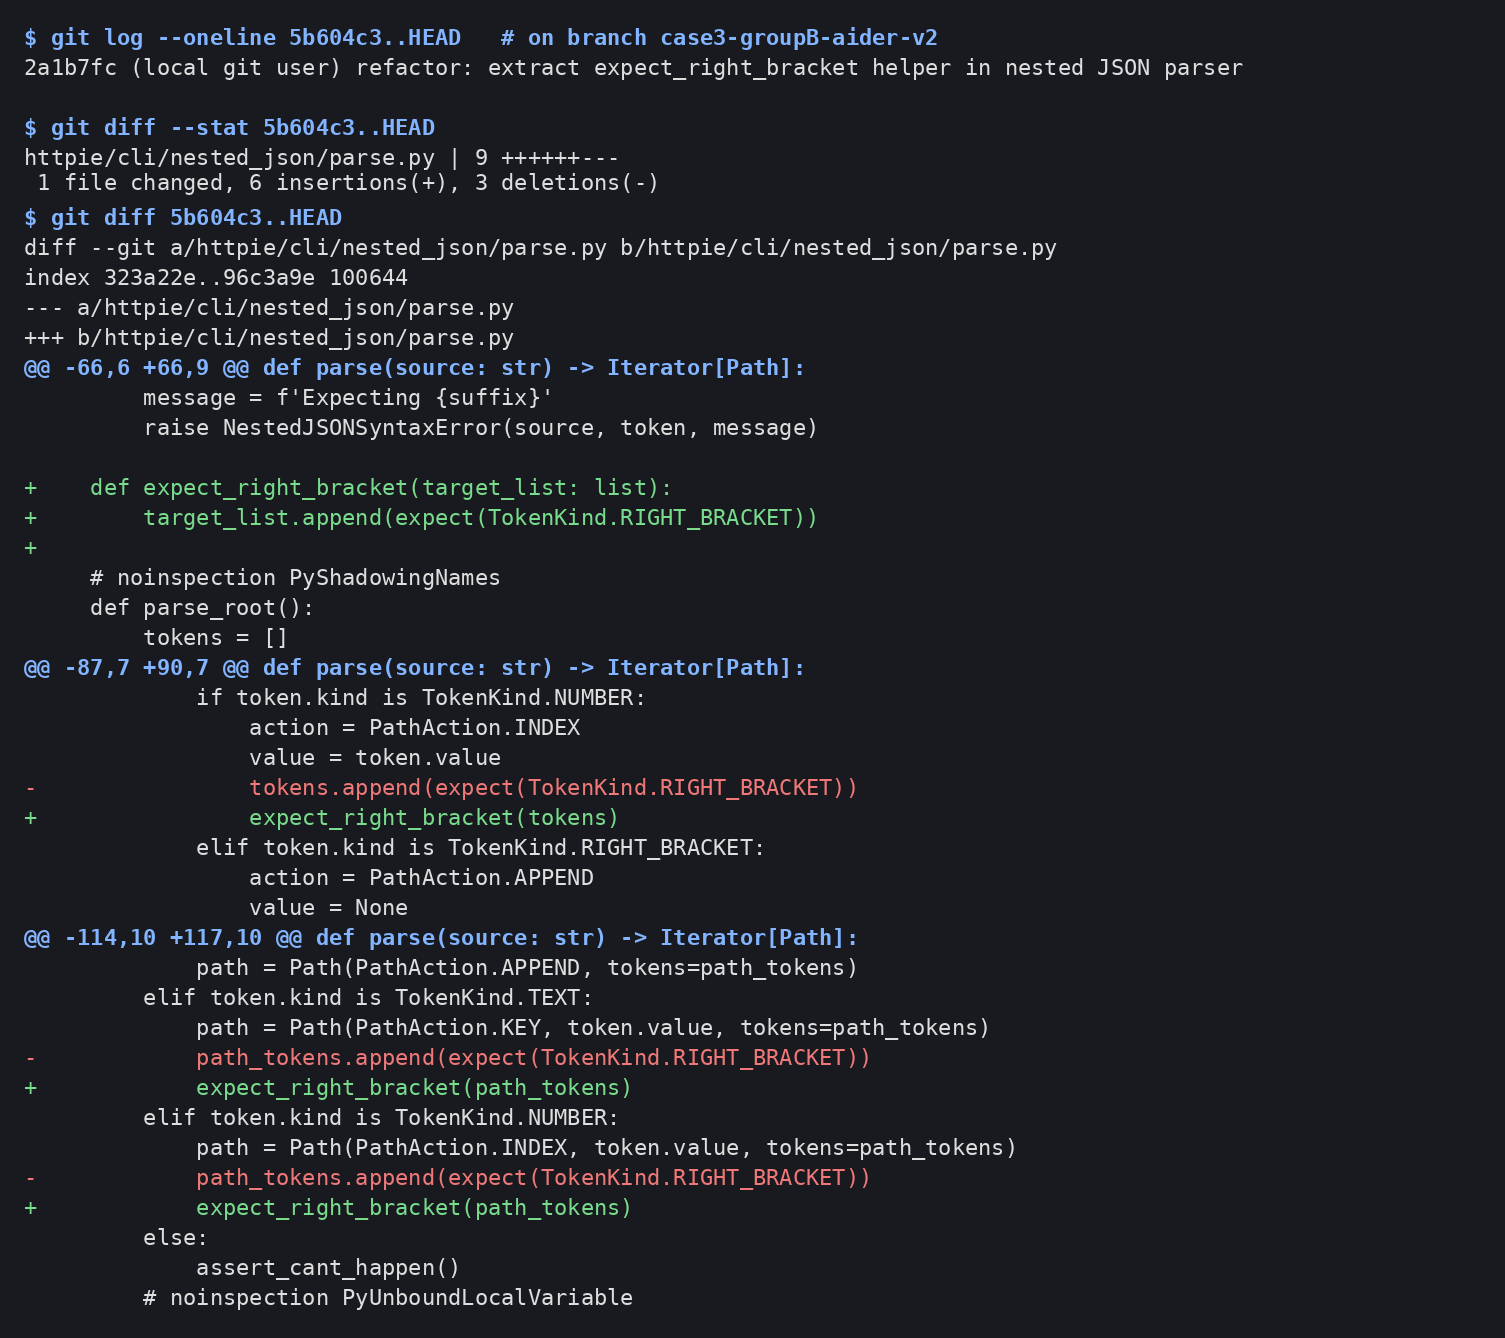 $ git log --oneline 5b604c3..HEAD   # on branch case3-groupB-aider-v2
2a1b7fc (local git user) refactor: extract expect_right_bracket helper in nested JSON parser
$ git diff --stat 5b604c3..HEAD
httpie/cli/nested_json/parse.py | 9 ++++++---
 1 file changed, 6 insertions(+), 3 deletions(-)
$ git diff 5b604c3..HEAD
diff --git a/httpie/cli/nested_json/parse.py b/httpie/cli/nested_json/parse.py
index 323a22e..96c3a9e 100644
--- a/httpie/cli/nested_json/parse.py
+++ b/httpie/cli/nested_json/parse.py
@@ -66,6 +66,9 @@ def parse(source: str) -> Iterator[Path]:
         message = f'Expecting {suffix}'
         raise NestedJSONSyntaxError(source, token, message)
+    def expect_right_bracket(target_list: list):
+        target_list.append(expect(TokenKind.RIGHT_BRACKET))
+
     # noinspection PyShadowingNames
     def parse_root():
         tokens = []
@@ -87,7 +90,7 @@ def parse(source: str) -> Iterator[Path]:
             if token.kind is TokenKind.NUMBER:
                 action = PathAction.INDEX
                 value = token.value
-                tokens.append(expect(TokenKind.RIGHT_BRACKET))
+                expect_right_bracket(tokens)
             elif token.kind is TokenKind.RIGHT_BRACKET:
                 action = PathAction.APPEND
                 value = None
@@ -114,10 +117,10 @@ def parse(source: str) -> Iterator[Path]:
             path = Path(PathAction.APPEND, tokens=path_tokens)
         elif token.kind is TokenKind.TEXT:
             path = Path(PathAction.KEY, token.value, tokens=path_tokens)
-            path_tokens.append(expect(TokenKind.RIGHT_BRACKET))
+            expect_right_bracket(path_tokens)
         elif token.kind is TokenKind.NUMBER:
             path = Path(PathAction.INDEX, token.value, tokens=path_tokens)
-            path_tokens.append(expect(TokenKind.RIGHT_BRACKET))
+            expect_right_bracket(path_tokens)
         else:
             assert_cant_happen()
         # noinspection PyUnboundLocalVariable